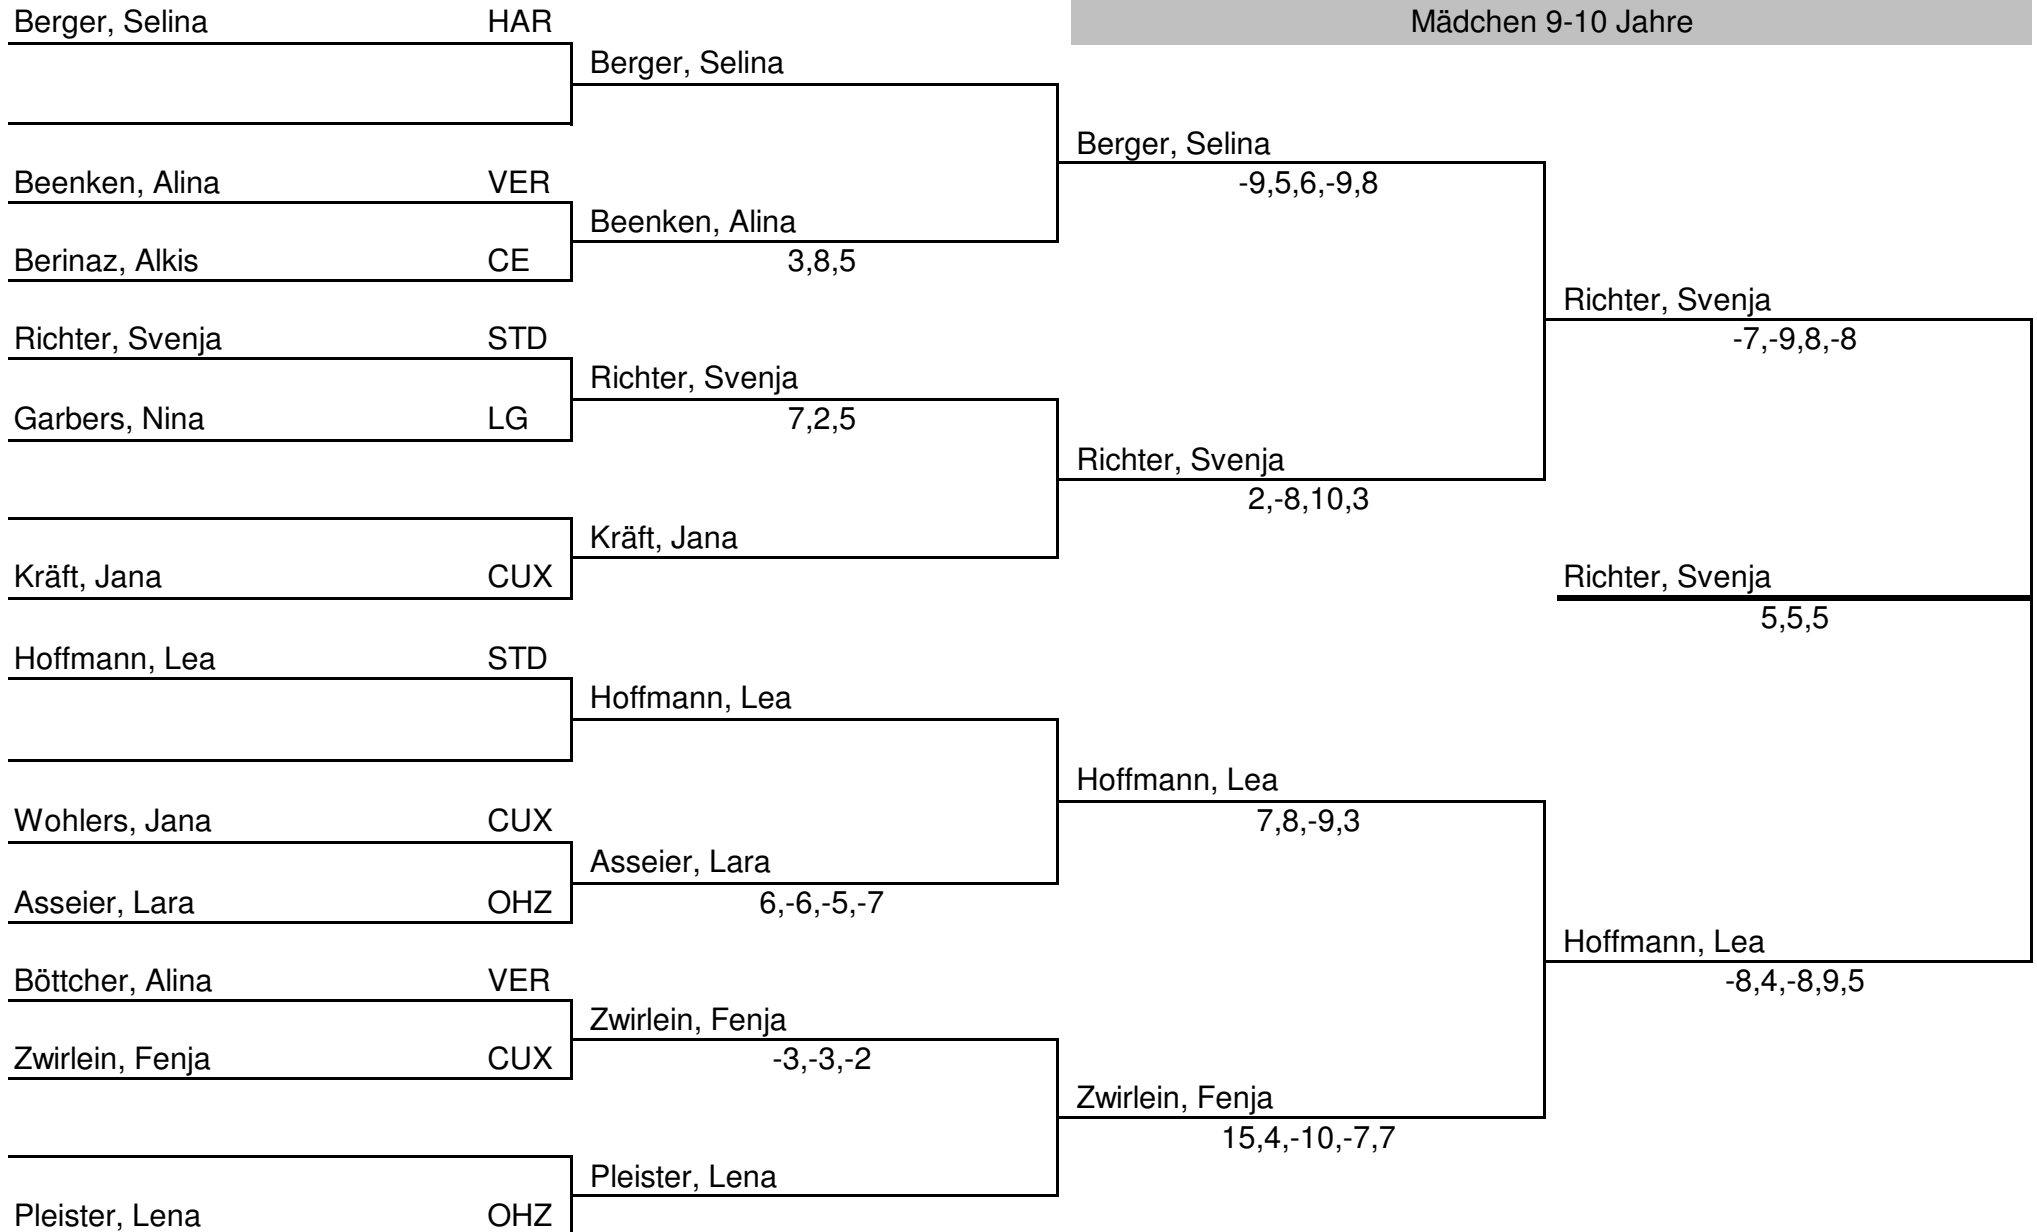 Mädchen 9-10 Jahre
Berger, Selina HAR
Berger, Selina
Berger, Selina
-9,5,6,-9,8
Beenken, Alina VER
Beenken, Alina
3,8,5
Berinaz, Alkis CE
Richter, Svenja
-7,-9,8,-8
Richter, Svenja STD
Richter, Svenja
7,2,5
Garbers, Nina LG
Richter, Svenja
2,-8,10,3
Kräft, Jana
Kräft, Jana CUX
Richter, Svenja
5,5,5
Hoffmann, Lea STD
Hoffmann, Lea
Hoffmann, Lea
7,8,-9,3
Wohlers, Jana CUX
Asseier, Lara
6,-6,-5,-7
Asseier, Lara OHZ
Hoffmann, Lea
-8,4,-8,9,5
Böttcher, Alina VER
Zwirlein, Fenja
-3,-3,-2
Zwirlein, Fenja CUX
Zwirlein, Fenja
15,4,-10,-7,7
Pleister, Lena
Pleister, Lena OHZ